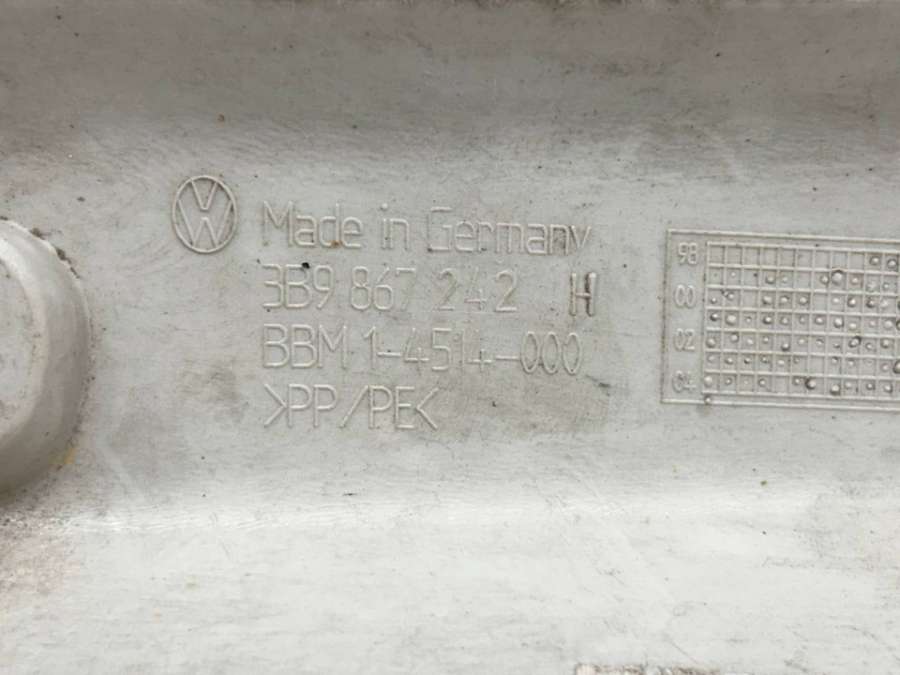 Made in Germany
3B9 867 242 H
BBM 1-4514-000
>PP/PE<
98
00
02
04